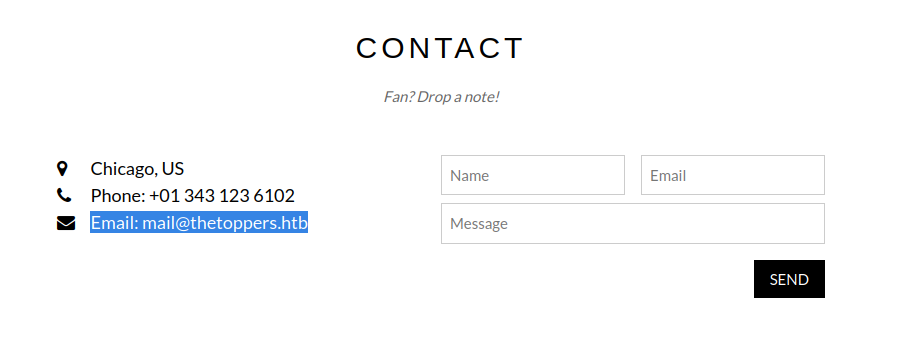 CONTACT
Fan? Drop a note!
Chicago, US
Phone: +01 343 123 6102
Email: mail@thetoppers.htb
Name
Email
Message
SEND